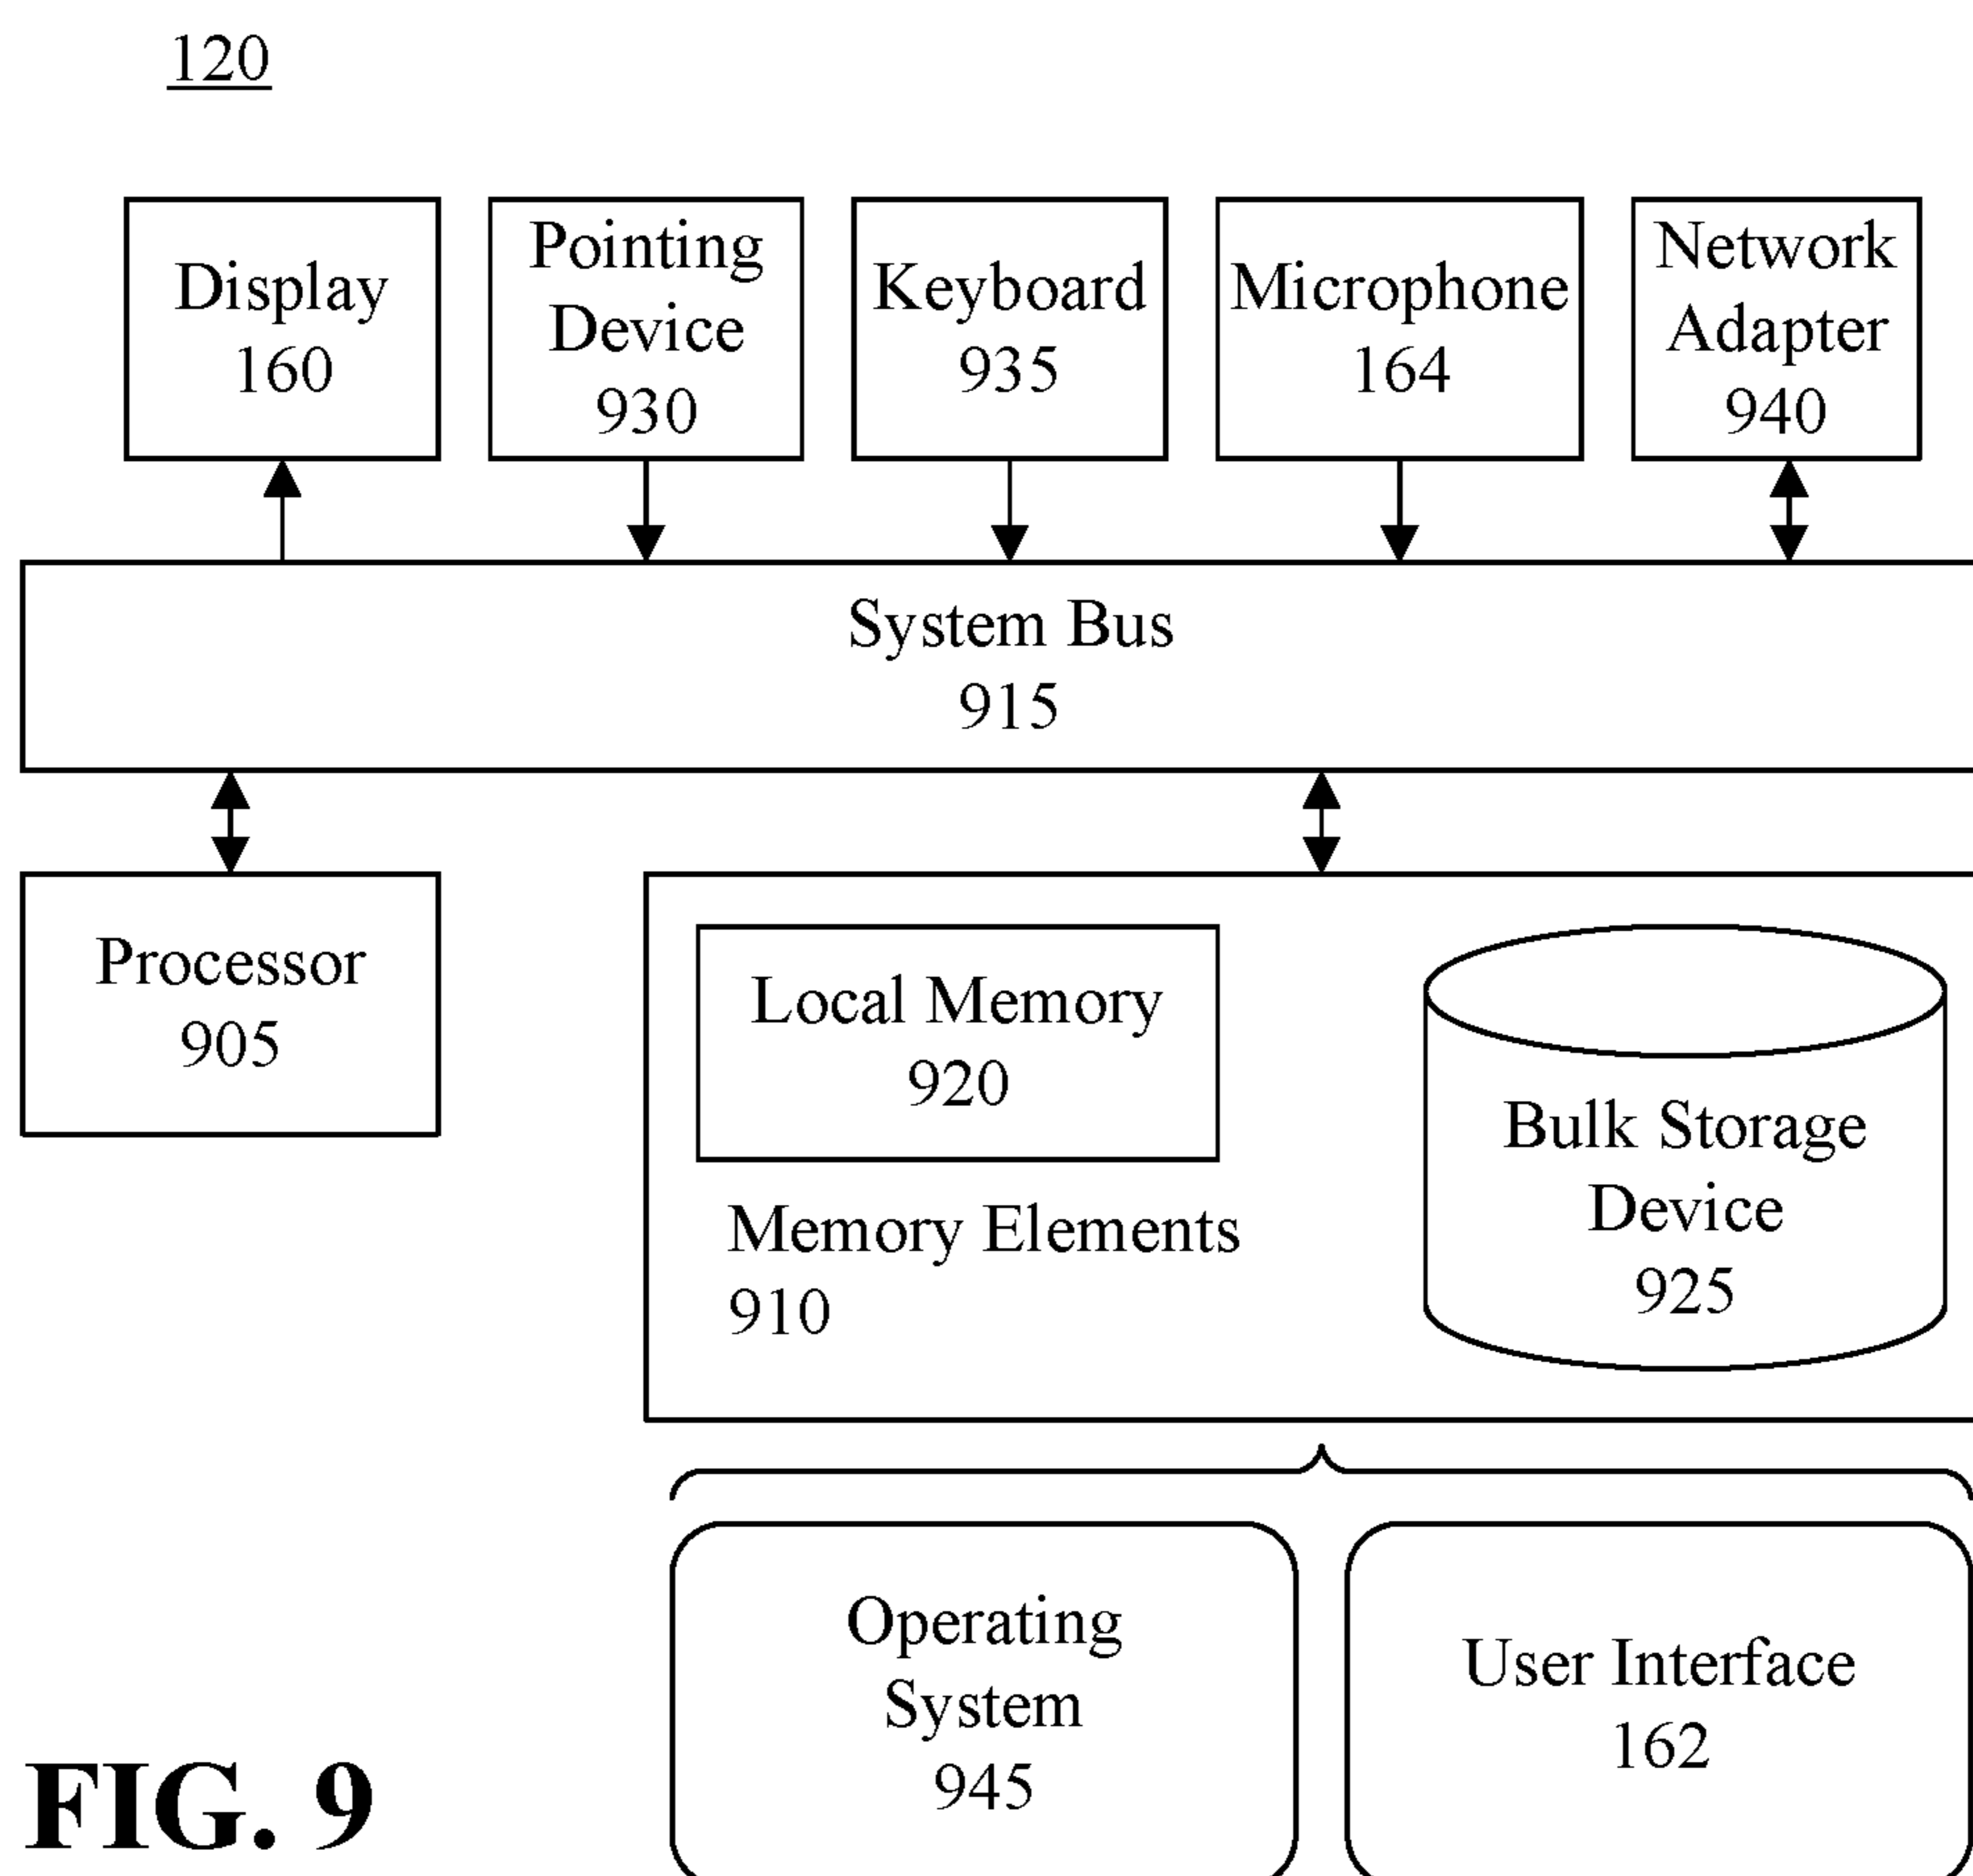 120
Display
160
Pointing
Device
930
Keyboard
935
Microphone
164
Network
Adapter
940
System Bus
915
Processor
905
Local Memory
920
Memory Elements
910
Bulk Storage
Device
925
Operating
System
945
User Interface
162
FIG. 9